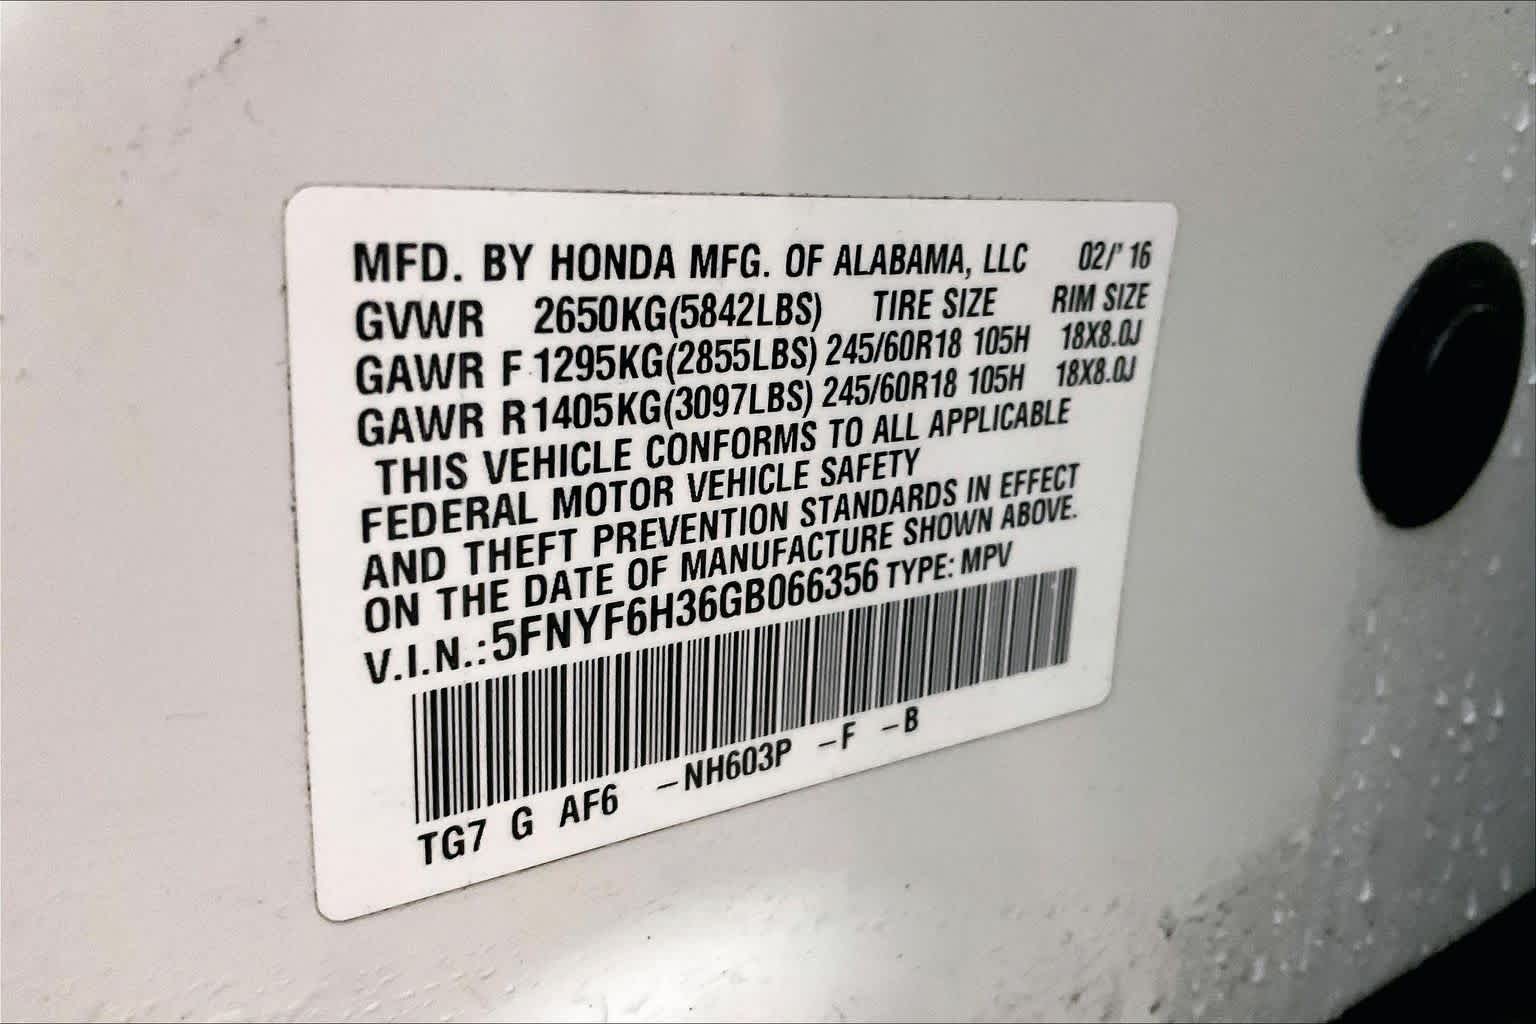 MFD. BY HONDA MFG. OF ALABAMA, LLC 02/' 16
GVWR 2650KG(5842LBS) TIRE SIZE RIM SIZE
GAWR F 1295KG(2855LBS) 245/60R18 105H 18X8.0J
GAWR R1405KG(3097LBS) 245/60R18 105H 18X8.0J
THIS VEHICLE CONFORMS TO ALL APPLICABLE
FEDERAL MOTOR VEHICLE SAFETY
AND THEFT PREVENTION STANDARDS IN EFFECT
ON THE DATE OF MANUFACTURE SHOWN ABOVE.
V.I.N.:5FNYF6H36GB066356 TYPE: MPV
TG7 G AF6 –NH603P –F –B